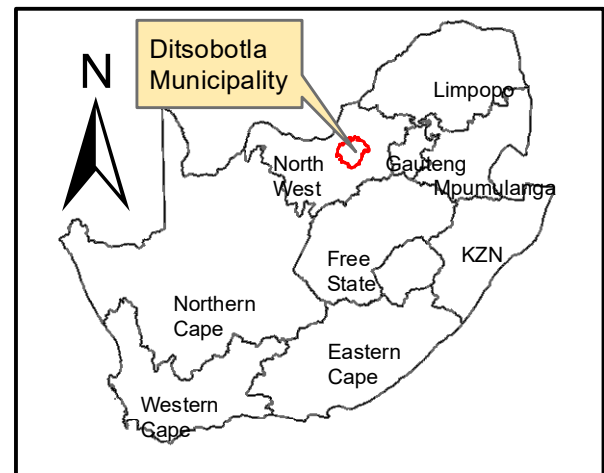 Ditsobotla
Municipality
N
Limpopo
North
West
Gauteng
Mpumulanga
Free
State
KZN
Northern
Cape
Eastern
Cape
Western
Cape